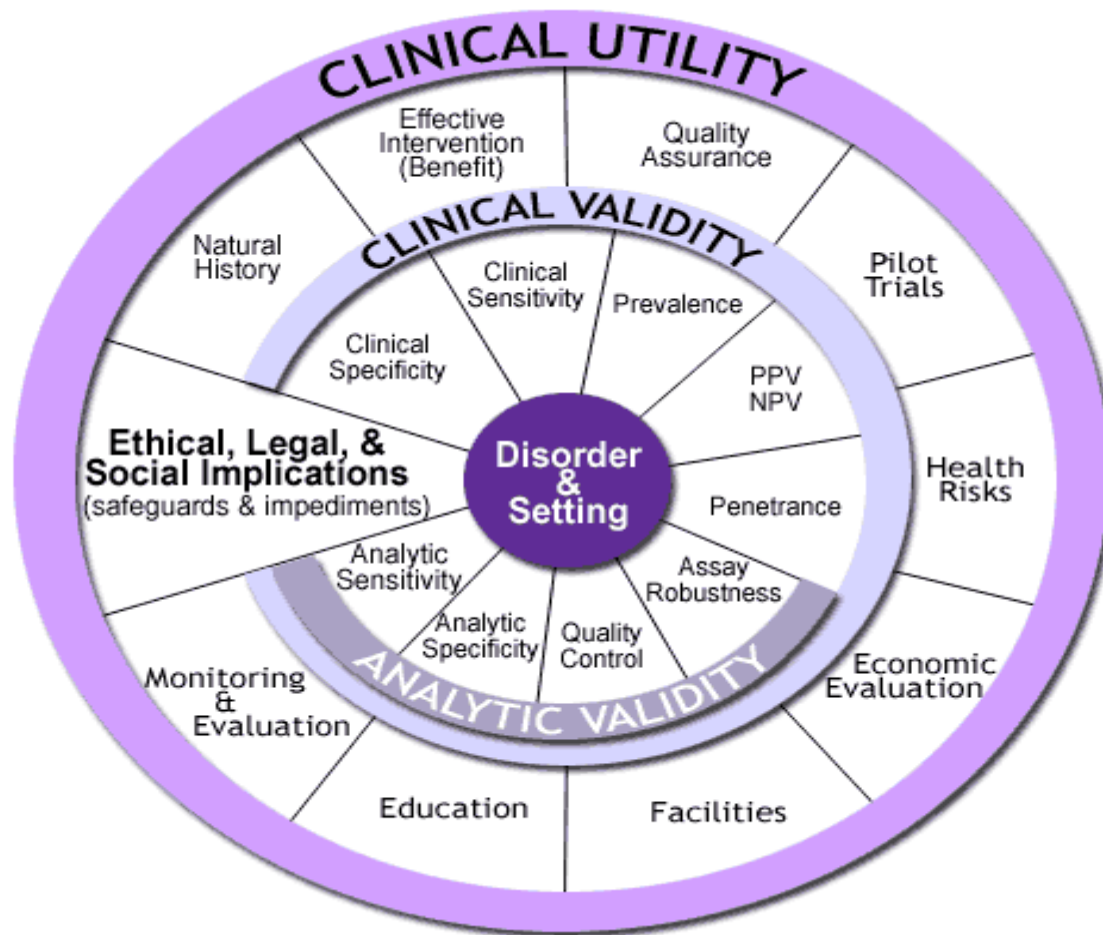 CLINICAL UTILITY
Effective
Intervention
(Benefit)
Quality
Assurance
Natural
History
Pilot
Trials
CLINICAL VALIDITY
Clinical
Sensitivity
Prevalence
Clinical
Specificity
PPV
NPV
Ethical, Legal, &
Social Implications
(safeguards & impediments)
Disorder
&
Setting
Health
Risks
Penetrance
Analytic
Sensitivity
Analytic
Specificity
Quality
Control
Assay
Robustness
ANALYTIC VALIDITY
Monitoring
&
Evaluation
Economic
Evaluation
Education
Facilities